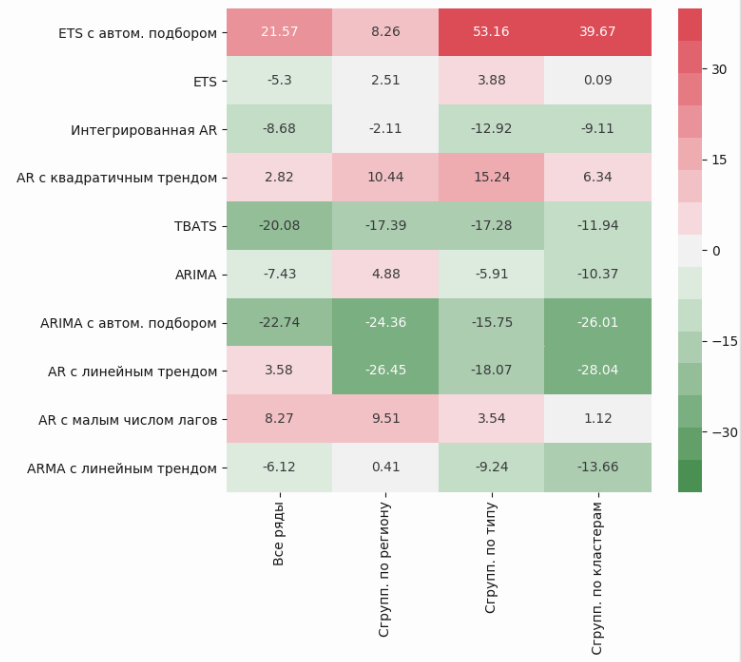 ETS с автом. подбором 21.57 8.26 53.16 39.67
ETS -5.3 2.51 3.88 0.09
Интегрированная AR -8.68 -2.11 -12.92 -9.11
AR с квадратичным трендом 2.82 10.44 15.24 6.34
TBATS -20.08 -17.39 -17.28 -11.94
ARIMA -7.43 4.88 -5.91 -10.37
ARIMA с автом. подбором -22.74 -24.36 -15.75 -26.01
AR с линейным трендом 3.58 -26.45 -18.07 -28.04
AR с малым числом лагов 8.27 9.51 3.54 1.12
ARMA с линейным трендом -6.12 0.41 -9.24 -13.66
Все ряды
Сгрупп. по региону
Сгрупп. по типу
Сгрупп. по кластерам
30
15
0
−15
−30